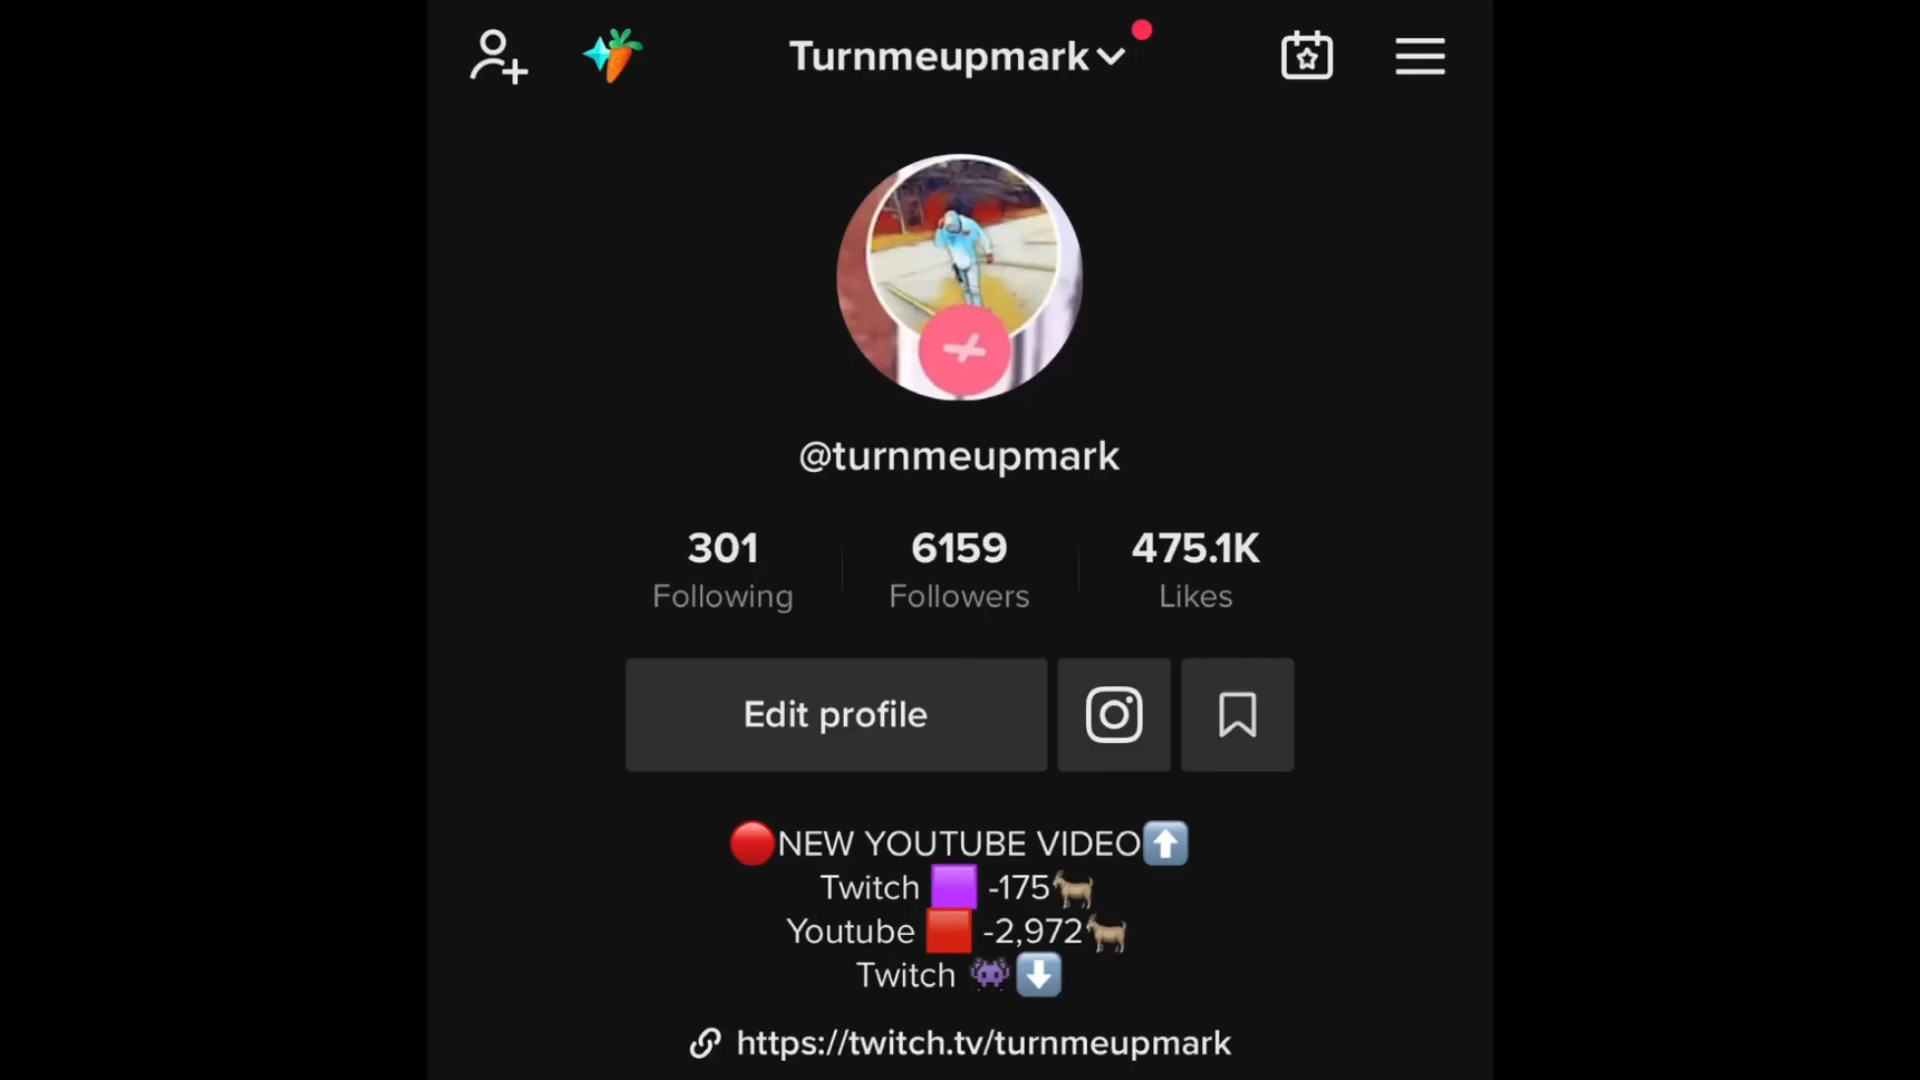 Turnmeupmark
@turnmeupmark
301 6159 475.1K
Following Followers Likes
Edit profile
🔴NEW YOUTUBE VIDEO⬆️
Twitch 🟪 -175🐐
Youtube 🟥 -2,972🐐
Twitch 👾⬇️
https://twitch.tv/turnmeupmark